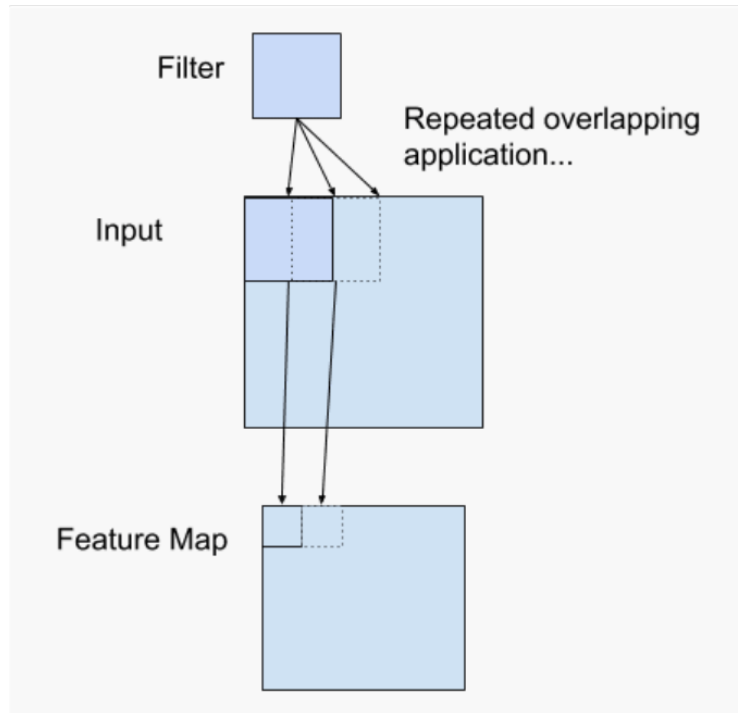 Filter
Repeated overlapping
application...
Input
Feature Map